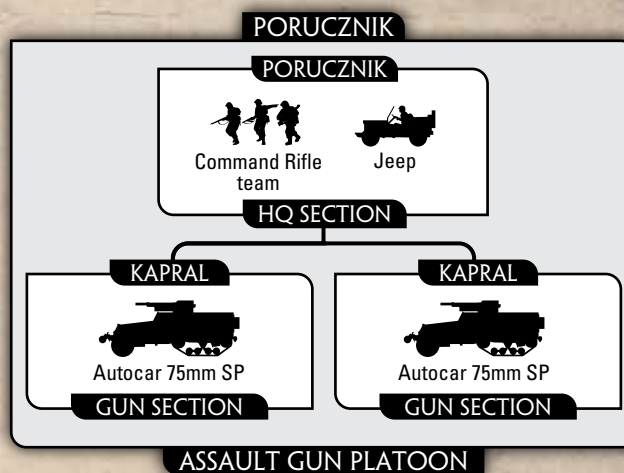 PORUCZNIK
PORUCZNIK
Command Rifle
team
Jeep
HQ SECTION
KAPRAL
Autocar 75mm SP
GUN SECTION
KAPRAL
Autocar 75mm SP
GUN SECTION
ASSAULT GUN PLATOON